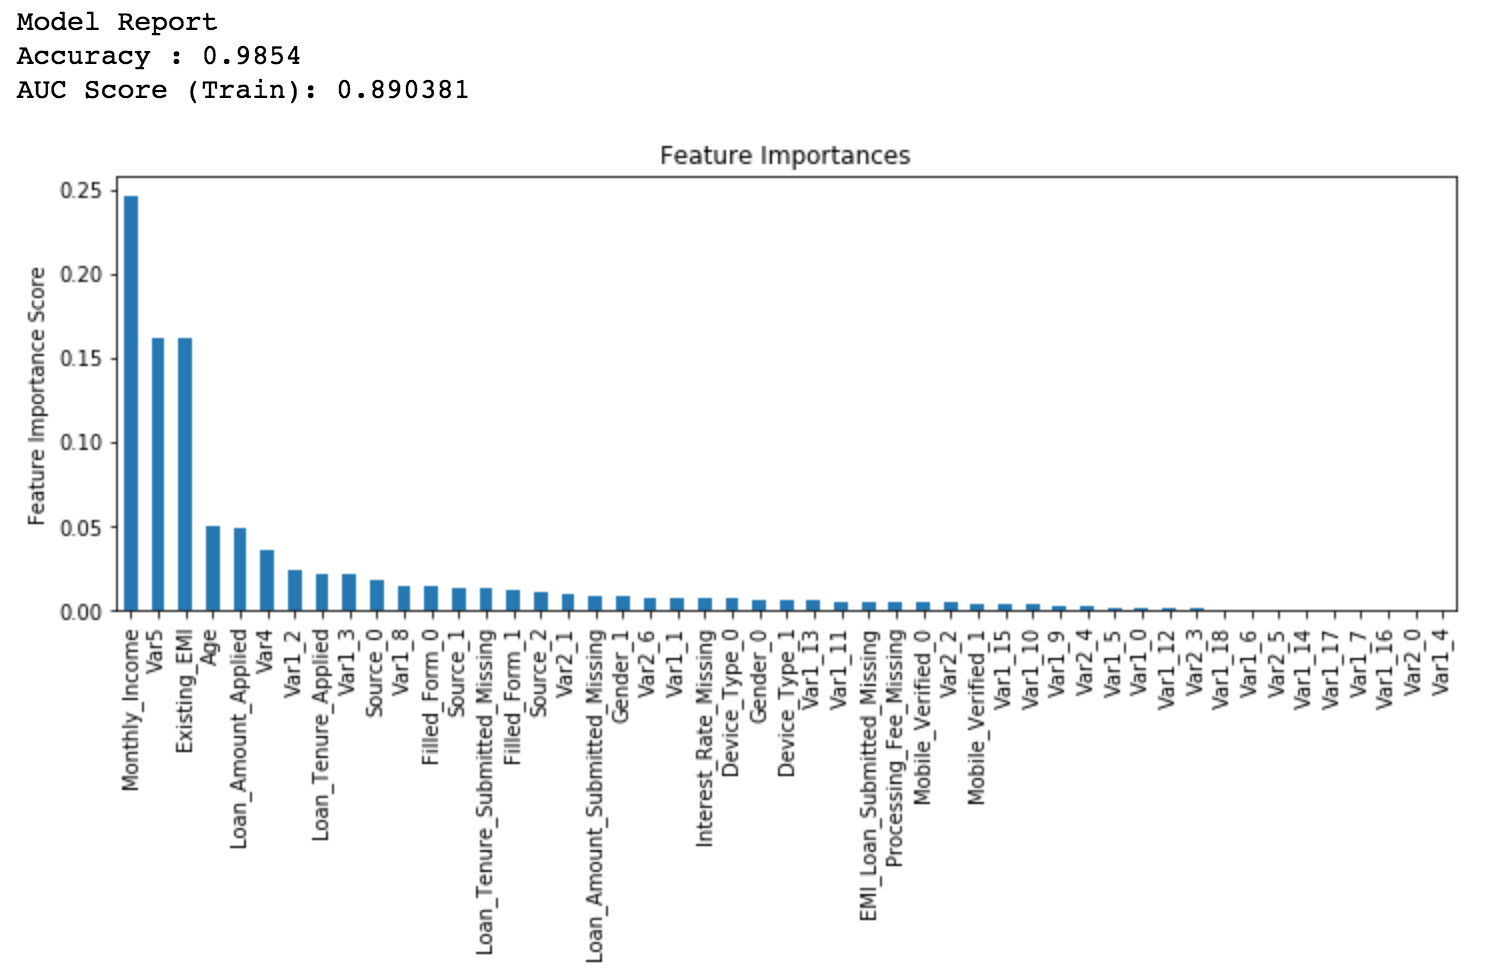 Model Report
Accuracy : 0.9854
AUC Score (Train): 0.890381
Feature Importances
Feature Importance Score
0.25
0.20
0.15
0.10
0.05
0.00
Monthly_Income
Var5
Existing_EMI
Age
Loan_Amount_Applied
Var4
Var1_2
Loan_Tenure_Applied
Var1_3
Source_0
Var1_8
Filled_Form_0
Source_1
Loan_Tenure_Submitted_Missing
Filled_Form_1
Source_2
Var2_1
Loan_Amount_Submitted_Missing
Gender_1
Var2_6
Var1_1
Interest_Rate_Missing
Device_Type_0
Gender_0
Device_Type_1
Var1_13
Var1_11
EMI_Loan_Submitted_Missing
Processing_Fee_Missing
Mobile_Verified_0
Var2_2
Mobile_Verified_1
Var1_15
Var1_10
Var1_9
Var2_4
Var1_5
Var1_0
Var1_12
Var2_3
Var1_18
Var1_6
Var2_5
Var1_14
Var1_17
Var1_7
Var1_16
Var2_0
Var1_4